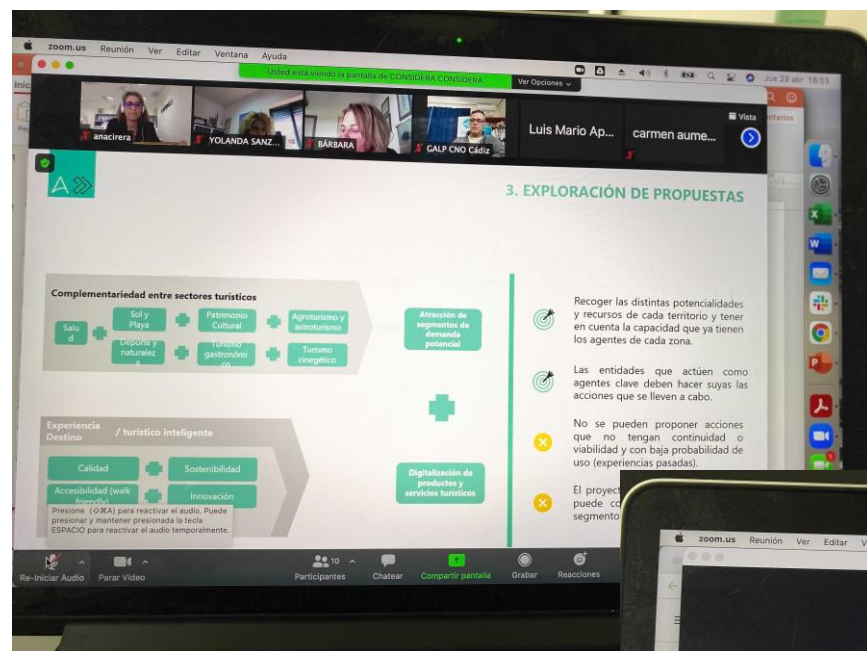 zoom.us Reunión Ver Editar Ventana Ayuda
Jue 29 abr 16:53
Usted está viendo la pantalla de CONSIDERA CONSIDERA
Ver Opciones
Vista
anacirera
YOLANDA SANZ...
BÁRBARA
GALP CNO Cádiz
Luis Mario Ap...
carmen aume...
A
3. EXPLORACIÓN DE PROPUESTAS
Complementariedad entre sectores turísticos
Salu
d
Sol y
Playa
Patrimonio
Cultural
Agroturismo y
astroturismo
Deporte y
naturalez
a
Turismo
gastronómi
co
Turismo
cinegético
Atracción de
segmentos de
demanda
potencial
Experiencia
Destino / turístico inteligente
Calidad
Sostenibilidad
Accesibilidad (walk
friendly)
Innovación
Digitalización de
productos y
servicios turísticos
Recoger las distintas potencialidades
y recursos de cada territorio y tener
en cuenta la capacidad que ya tienen
los agentes de cada zona.
Las entidades que actúen como
agentes clave deben hacer suyas las
acciones que se lleven a cabo.
No se pueden proponer acciones
que no tengan continuidad o
viabilidad y con baja probabilidad de
uso (experiencias pasadas).
El proyect
puede co
segmento
Presione (⇧⌘A) para reactivar el audio. Puede
presionar y mantener presionada la tecla
ESPACIO para reactivar el audio temporalmente.
Re-Iniciar Audio
Parar Video
10
Participantes
Chatear
Compartir pantalla
Grabar
Reacciones
zoom.us Reunión Ver Editar V